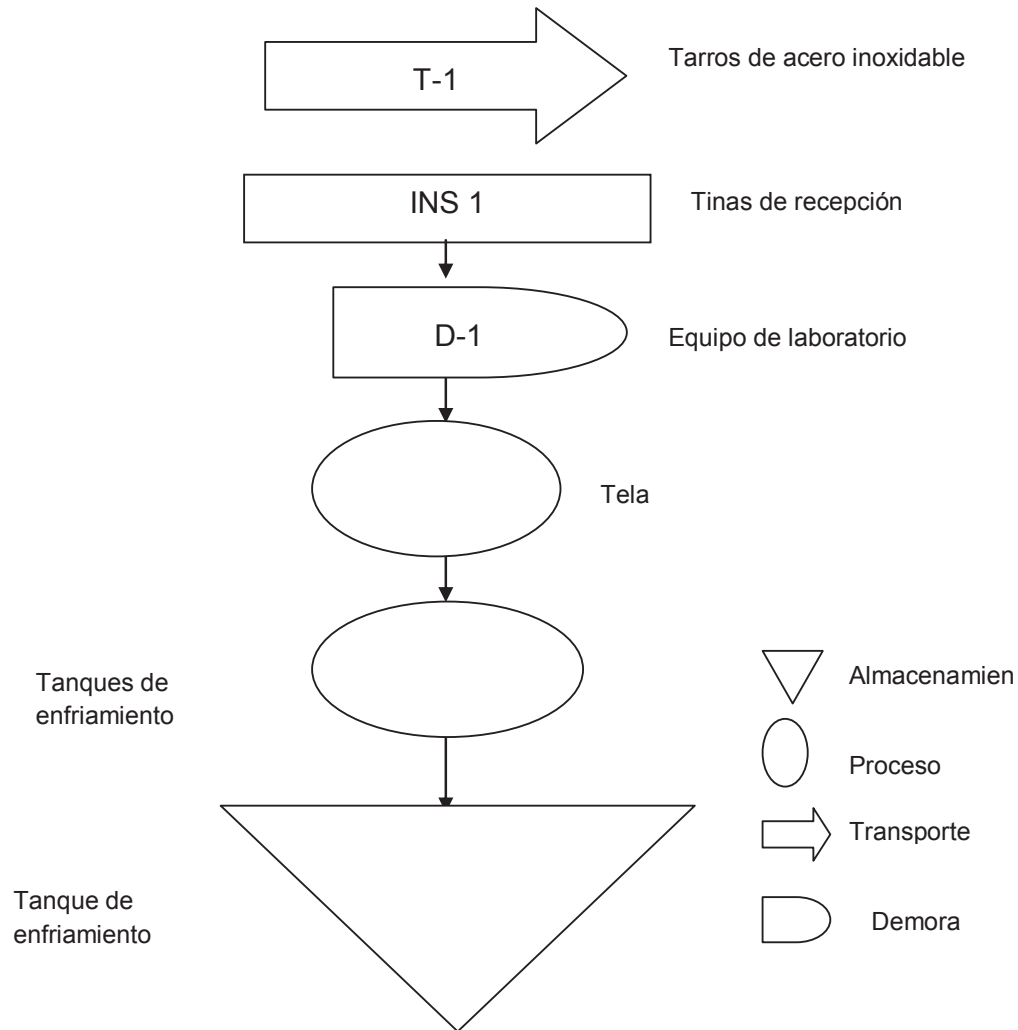 T-1
Tarros de acero inoxidable
INS 1
Tinas de recepción
D-1
Equipo de laboratorio
Tela
Tanques de
enfriamiento
Tanque de
enfriamiento
Almacenamien
Proceso
Transporte
Demora